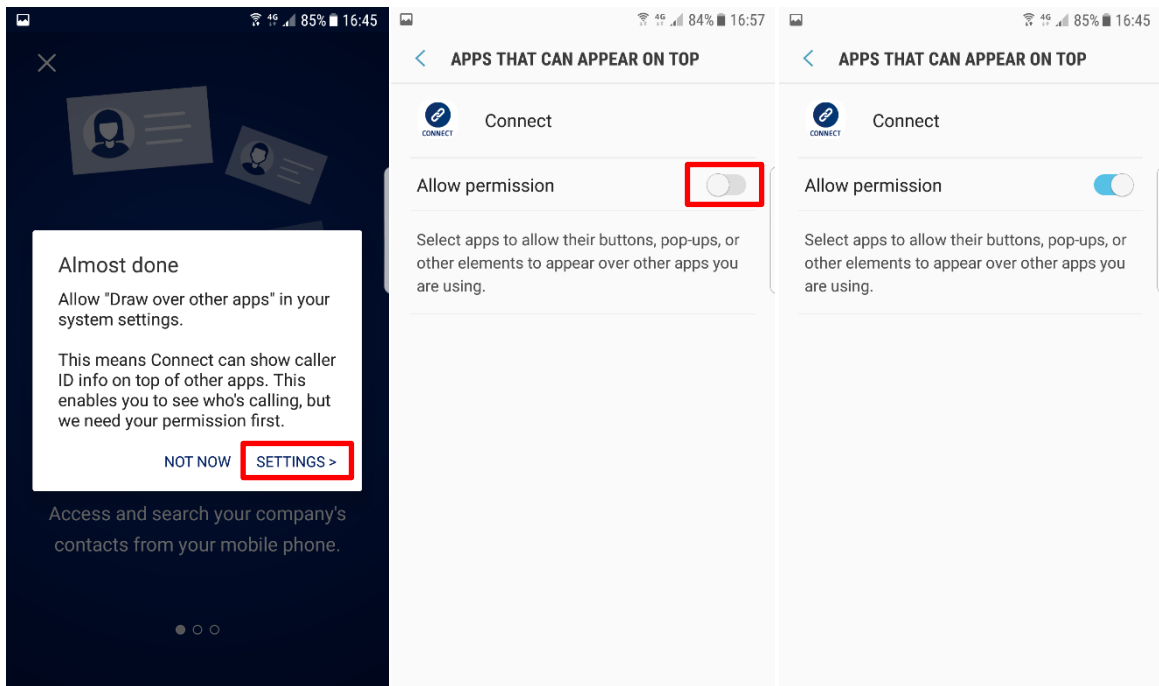 4G 85% 16:45
Almost done
Allow "Draw over other apps" in your
system settings.
This means Connect can show caller
ID info on top of other apps. This
enables you to see who's calling, but
we need your permission first.
NOT NOW SETTINGS >
Access and search your company's
contacts from your mobile phone.
4G 84% 16:57
APPS THAT CAN APPEAR ON TOP
CONNECT
Connect
Allow permission
Select apps to allow their buttons, pop-ups, or
other elements to appear over other apps you
are using.
4G 85% 16:45
APPS THAT CAN APPEAR ON TOP
CONNECT
Connect
Allow permission
Select apps to allow their buttons, pop-ups, or
other elements to appear over other apps you
are using.